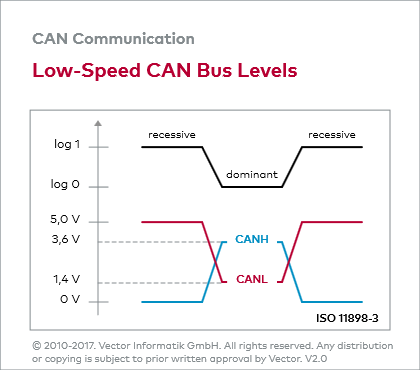 CAN Communication
Low-Speed CAN Bus Levels
recessive
recessive
log 1
dominant
log 0
5,0 V
3,6 V
CANH
1,4 V
CANL
0 V
ISO 11898-3
© 2010-2017. Vector Informatik GmbH. All rights reserved. Any distribution
or copying is subject to prior written approval by Vector. V2.0